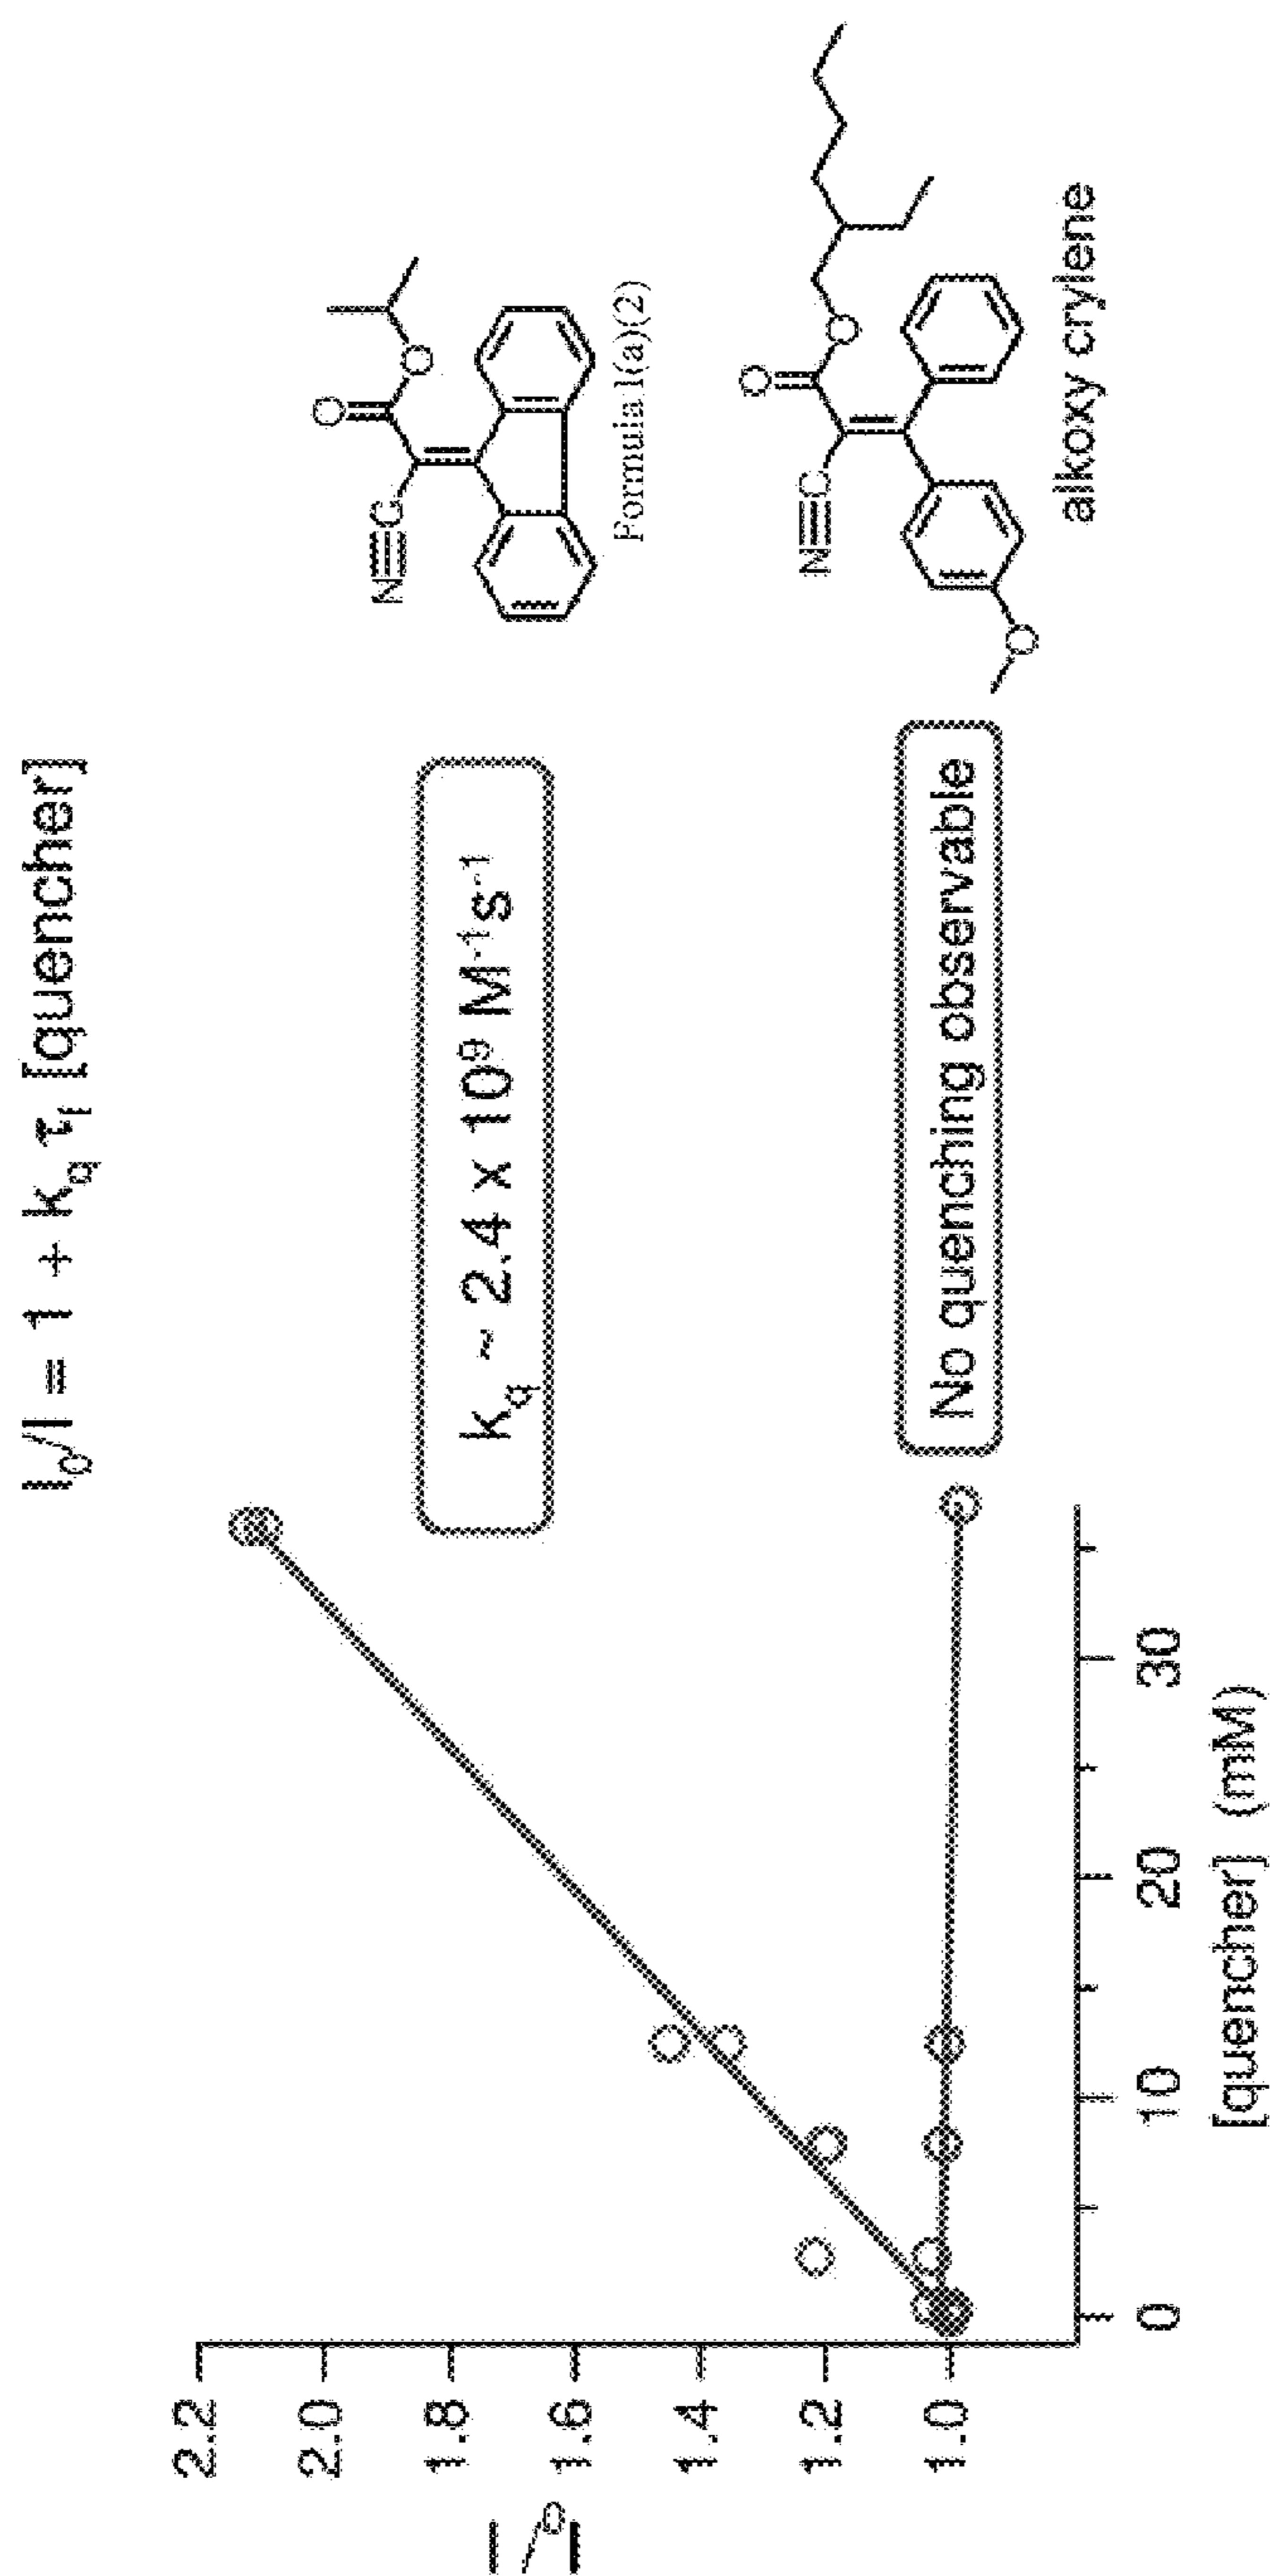 I₀/I = 1 + kq τf [quencher]
kq ~ 2.4 x 10⁹ M⁻¹s⁻¹
No quenching observable
I₀/I
2.2
2.0
1.8
1.6
1.4
1.2
1.0
0
10
20
30
[quencher] (mM)
N≡C
O
O
Formula I(a)(2)
N≡C
O
O
O
alkoxy crylene